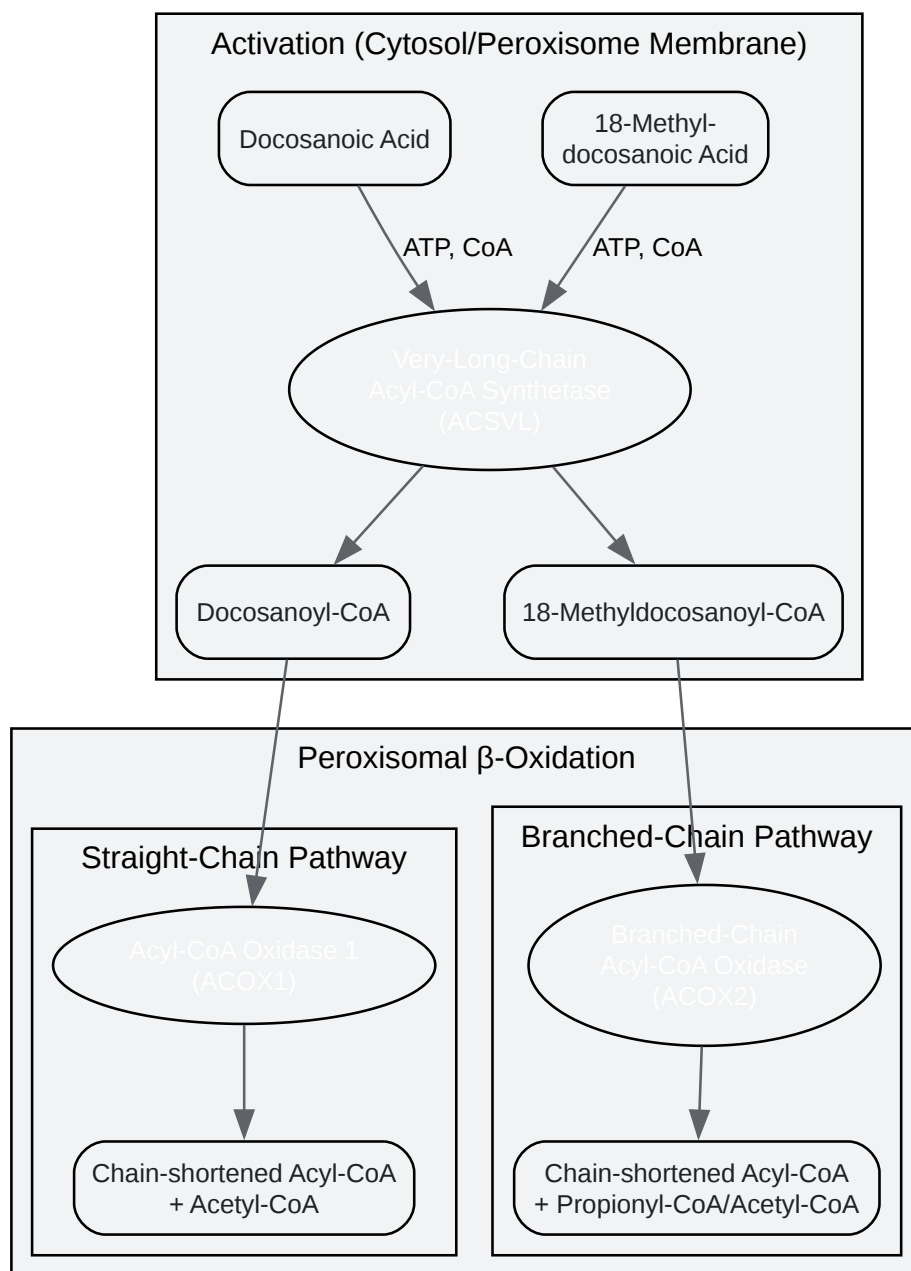 Activation (Cytosol/Peroxisome Membrane)
Docosanoic Acid
18-Methyl-
docosanoic Acid
ATP, CoA
ATP, CoA
Very-Long-Chain
Acyl-CoA Synthetase
(ACSVL)
Docosanoyl-CoA
18-Methyldocosanoyl-CoA
Peroxisomal β-Oxidation
Straight-Chain Pathway
Branched-Chain Pathway
Acyl-CoA Oxidase 1
(ACOX1)
Branched-Chain
Acyl-CoA Oxidase
(ACOX2)
Chain-shortened Acyl-CoA
+ Acetyl-CoA
Chain-shortened Acyl-CoA
+ Propionyl-CoA/Acetyl-CoA